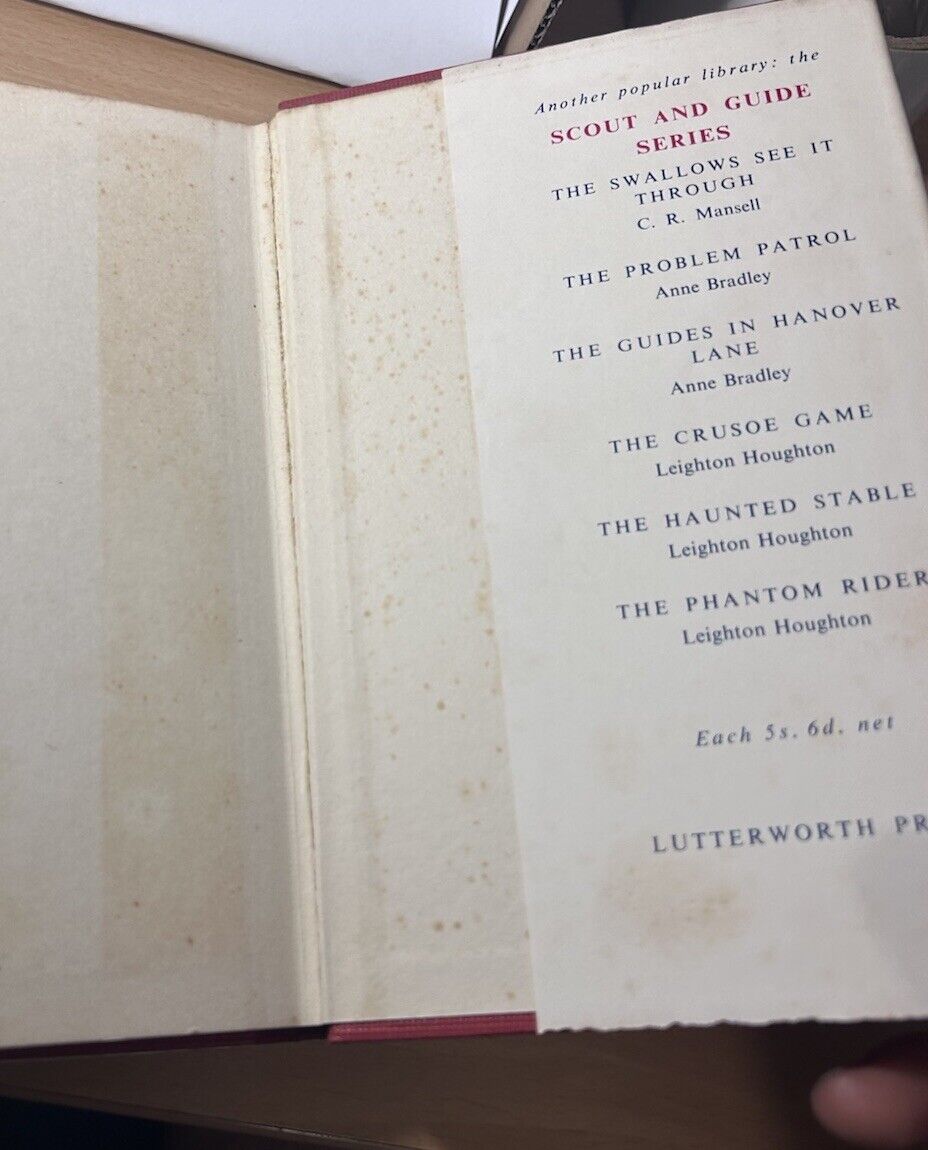 Another popular library: the
SCOUT AND GUIDE
SERIES
THE SWALLOWS SEE IT
THROUGH
C. R. Mansell
THE PROBLEM PATROL
Anne Bradley
THE GUIDES IN HANOVER
LANE
Anne Bradley
THE CRUSOE GAME
Leighton Houghton
THE HAUNTED STABLE
Leighton Houghton
THE PHANTOM RIDER
Leighton Houghton
Each 5s. 6d. net
LUTTERWORTH PR